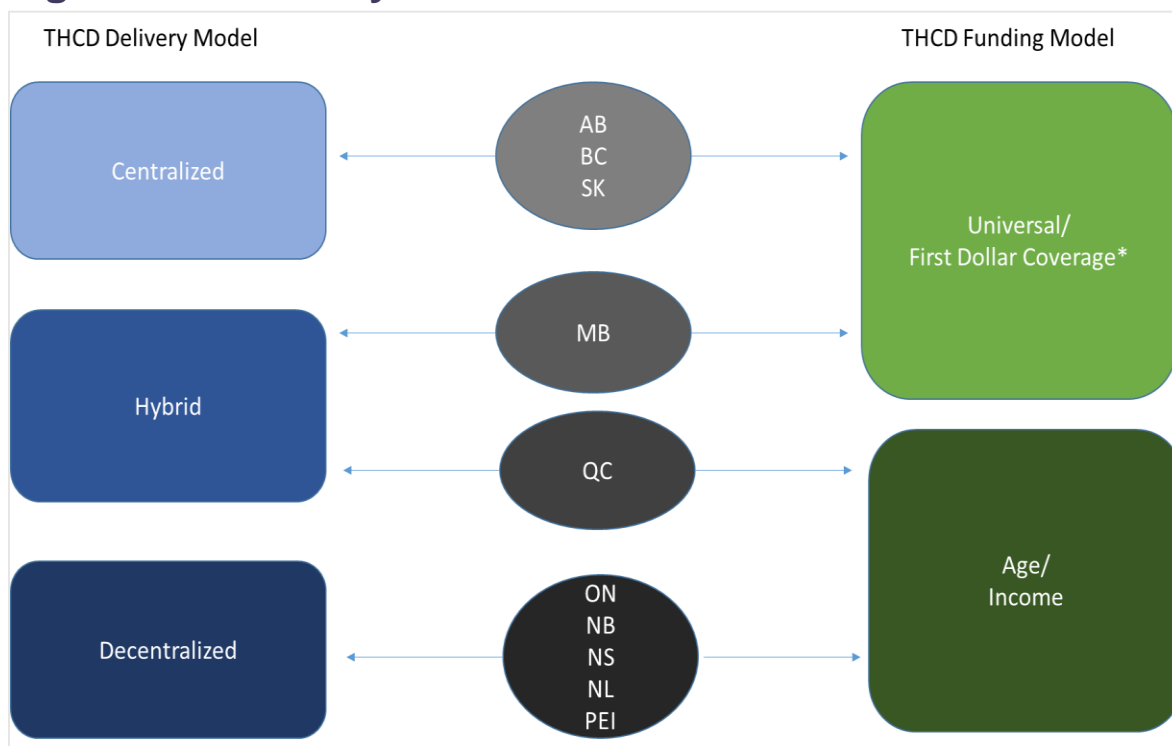 THCD Delivery Model
THCD Funding Model
Centralized
AB
BC
SK
Universal/
First Dollar Coverage*
Hybrid
MB
QC
Age/
Income
Decentralized
ON
NB
NS
NL
PEI